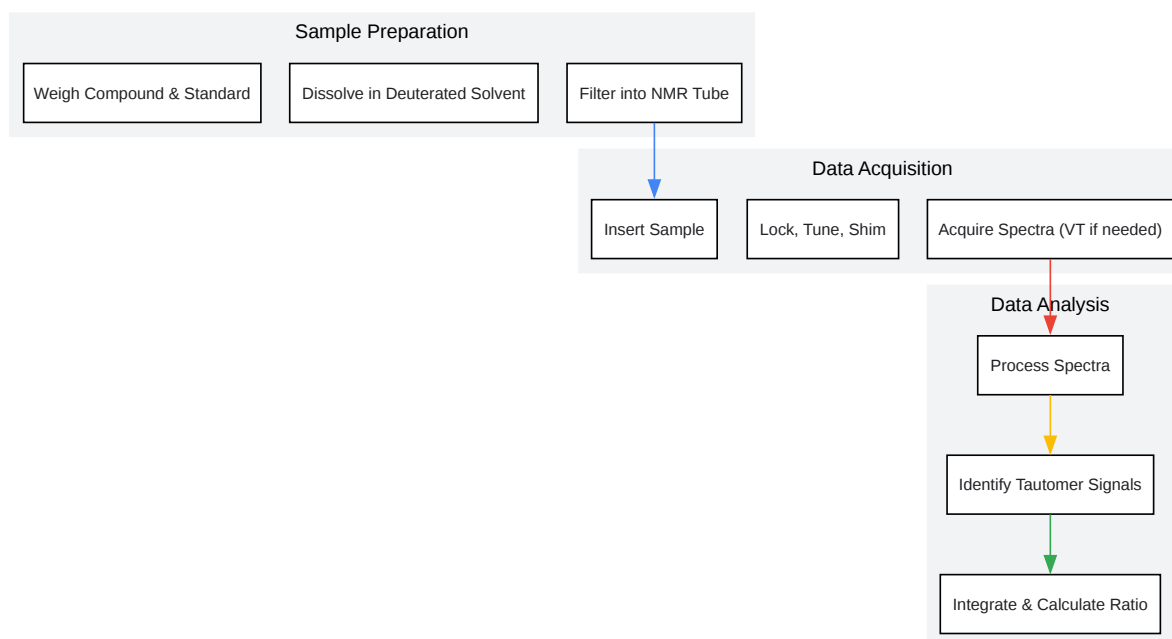 Sample Preparation
Weigh Compound & Standard
Dissolve in Deuterated Solvent
Filter into NMR Tube
Data Acquisition
Insert Sample
Lock, Tune, Shim
Acquire Spectra (VT if needed)
Data Analysis
Process Spectra
Identify Tautomer Signals
Integrate & Calculate Ratio